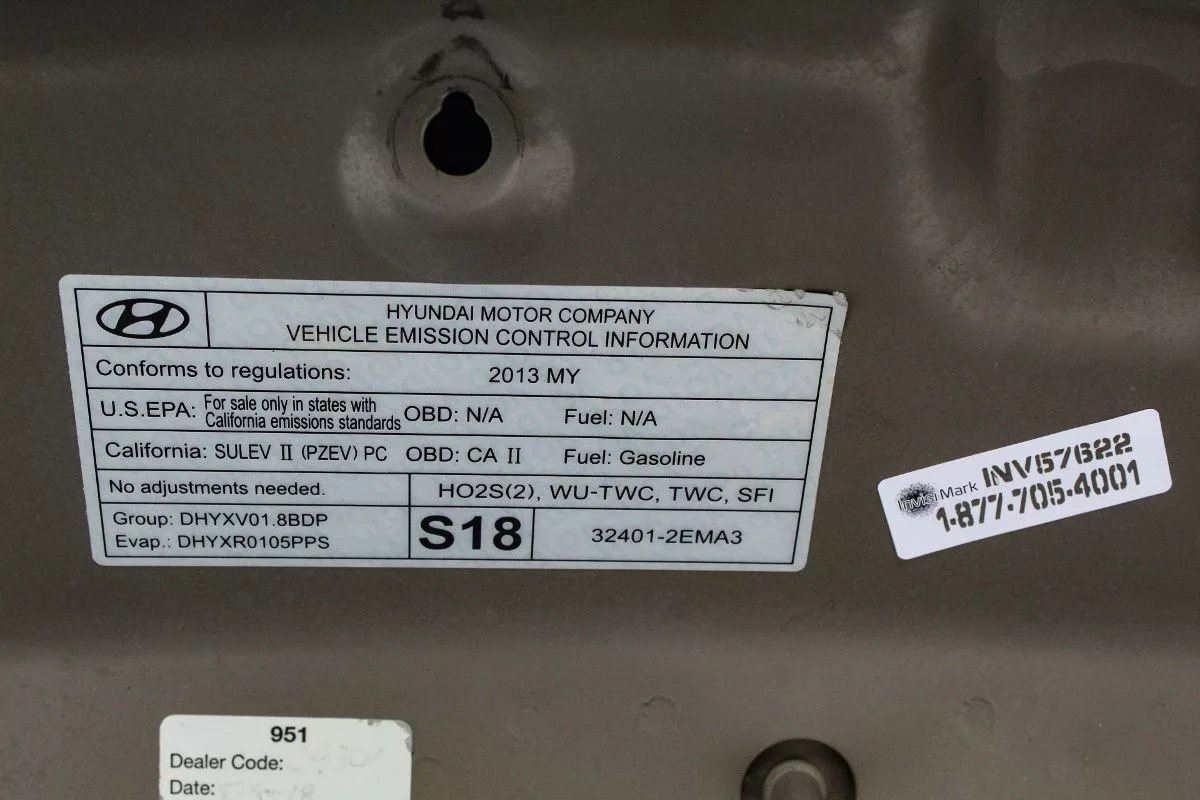 HYUNDAI MOTOR COMPANY
VEHICLE EMISSION CONTROL INFORMATION
Conforms to regulations: 2013 MY
U.S.EPA: For sale only in states with California emissions standards OBD: N/A Fuel: N/A
California: SULEV II (PZEV) PC OBD: CA II Fuel: Gasoline
No adjustments needed. HO2S(2), WU-TWC, TWC, SFI
Group: DHYXV01.8BDP
Evap.: DHYXR0105PPS
S18
32401-2EMA3
InvisiMark INV57622
1-877-705-4001
951
Dealer Code:
Date: